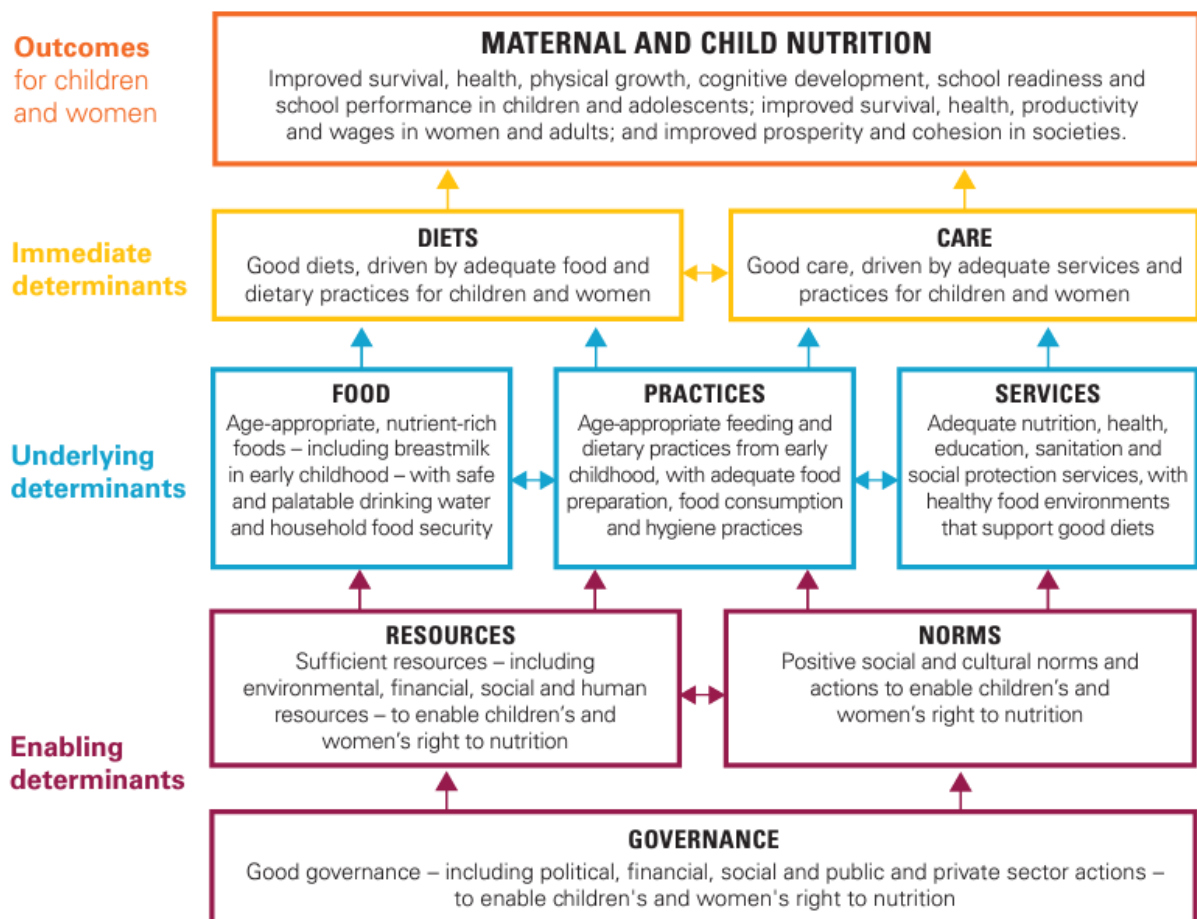 Outcomes
for children
and women
MATERNAL AND CHILD NUTRITION
Improved survival, health, physical growth, cognitive development, school readiness and
school performance in children and adolescents; improved survival, health, productivity
and wages in women and adults; and improved prosperity and cohesion in societies.
Immediate
determinants
DIETS
Good diets, driven by adequate food and
dietary practices for children and women
CARE
Good care, driven by adequate services and
practices for children and women
Underlying
determinants
FOOD
Age-appropriate, nutrient-rich
foods – including breastmilk
in early childhood – with safe
and palatable drinking water
and household food security
PRACTICES
Age-appropriate feeding and
dietary practices from early
childhood, with adequate food
preparation, food consumption
and hygiene practices
SERVICES
Adequate nutrition, health,
education, sanitation and
social protection services, with
healthy food environments
that support good diets
Enabling
determinants
RESOURCES
Sufficient resources – including
environmental, financial, social and human
resources – to enable children’s and
women’s right to nutrition
NORMS
Positive social and cultural norms and
actions to enable children’s and
women’s right to nutrition
GOVERNANCE
Good governance – including political, financial, social and public and private sector actions –
to enable children's and women's right to nutrition